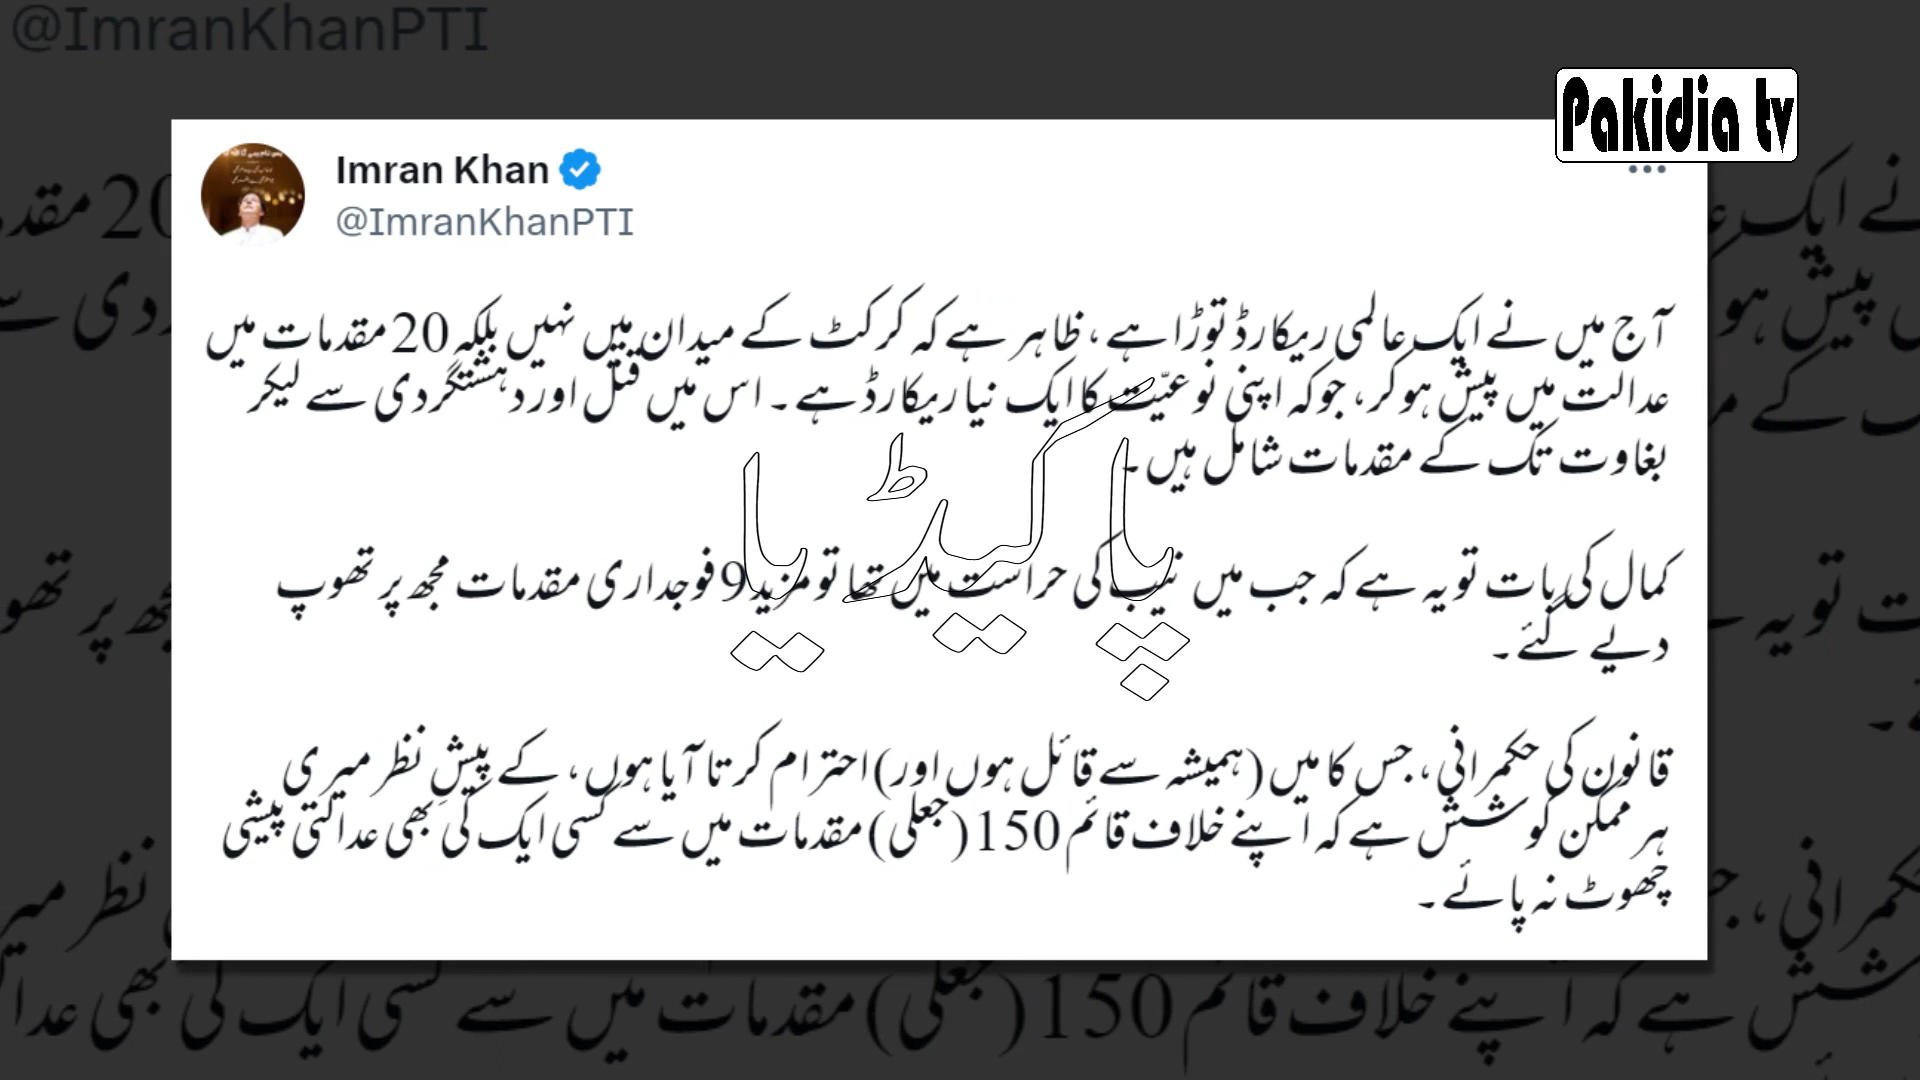 @ImranKhanPTI
Pakidia tv
Imran Khan
@ImranKhanPTI
آج میں نے ایک عالمی ریکارڈ توڑا ہے، ظاہر ہے کہ کرکٹ کے میدان میں نہیں بلکہ 20 مقدمات میں
عدالت میں پیش ہوکر، جوکہ اپنی نوعیّت کا ایک نیا ریکارڈ ہے۔ اس میں قتل اور دہشتگردی سے لیکر
بغاوت تک کے مقدمات شامل ہیں۔
کمال کی بات تو یہ ہے کہ جب میں نیب کی حراست میں تھا تو مزید 9 فوجداری مقدمات مجھ پر تھوپ
دیے گئے۔
قانون کی حکمرانی، جس کا میں (ہمیشہ سے قائل ہوں اور) احترام کرتا آیا ہوں، کے پیشِ نظر میری
ہر ممکن کوشش ہے کہ اپنے خلاف قائم 150 (جعلی) مقدمات میں سے کسی ایک کی بھی عدالتی پیشی
چھوٹ نہ پائے۔
پاکیڈیا